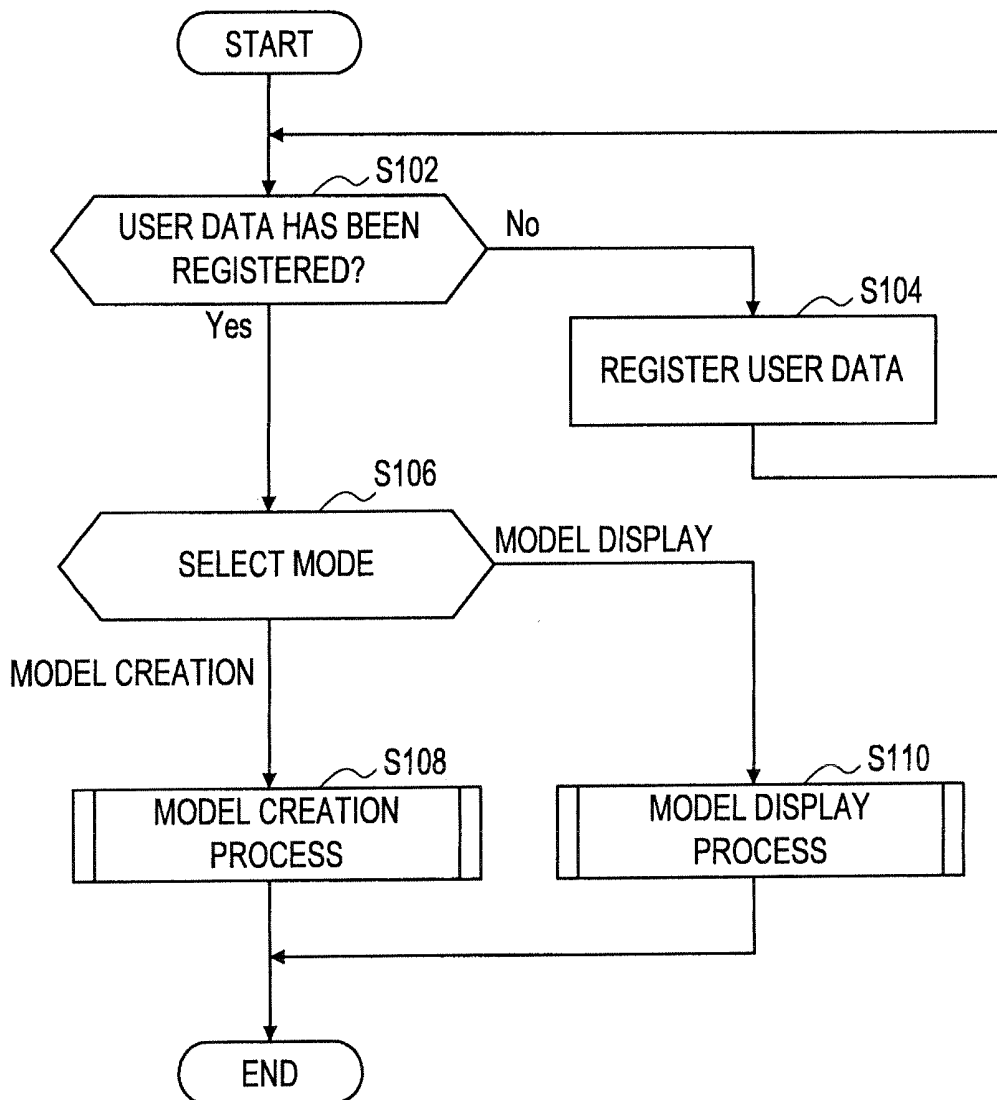 START
S102
USER DATA HAS BEEN
REGISTERED?
No
Yes
S104
REGISTER USER DATA
S106
SELECT MODE
MODEL DISPLAY
MODEL CREATION
S108
MODEL CREATION
PROCESS
S110
MODEL DISPLAY
PROCESS
END